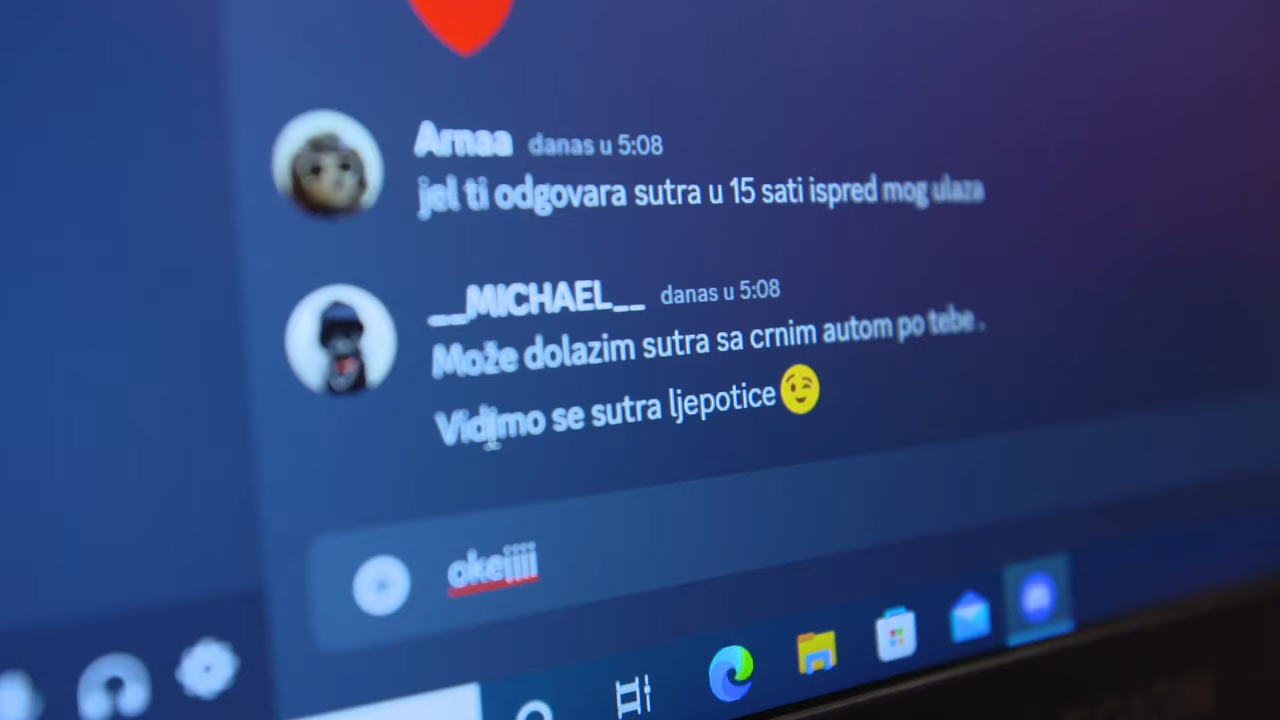 Arnaa danas u 5:08
jel ti odgovara sutra u 15 sati ispred mog ulaza
__MICHAEL__ danas u 5:08
Može dolazim sutra sa crnim autom po tebe .
Vidimo se sutra ljepotice
okejjjj